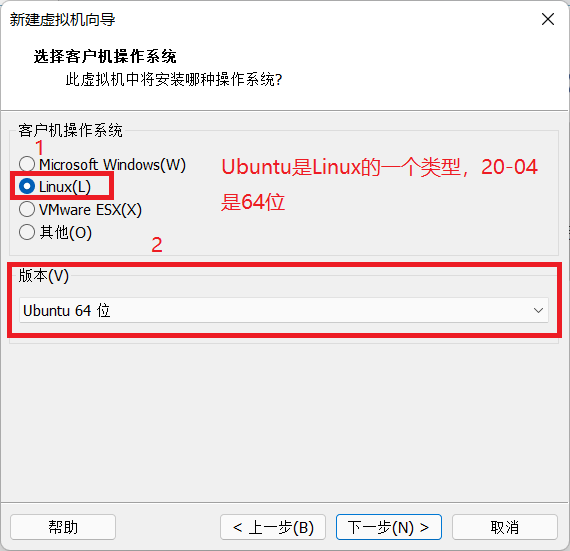 新建虚拟机向导
选择客户机操作系统
此虚拟机中将安装哪种操作系统?
客户机操作系统
1
Microsoft Windows(W)
Linux(L)
VMware ESX(X)
其他(O)
Ubuntu是Linux的一个类型，20-04
是64位
2
版本(V)
Ubuntu 64 位
帮助
< 上一步(B)
下一步(N) >
取消